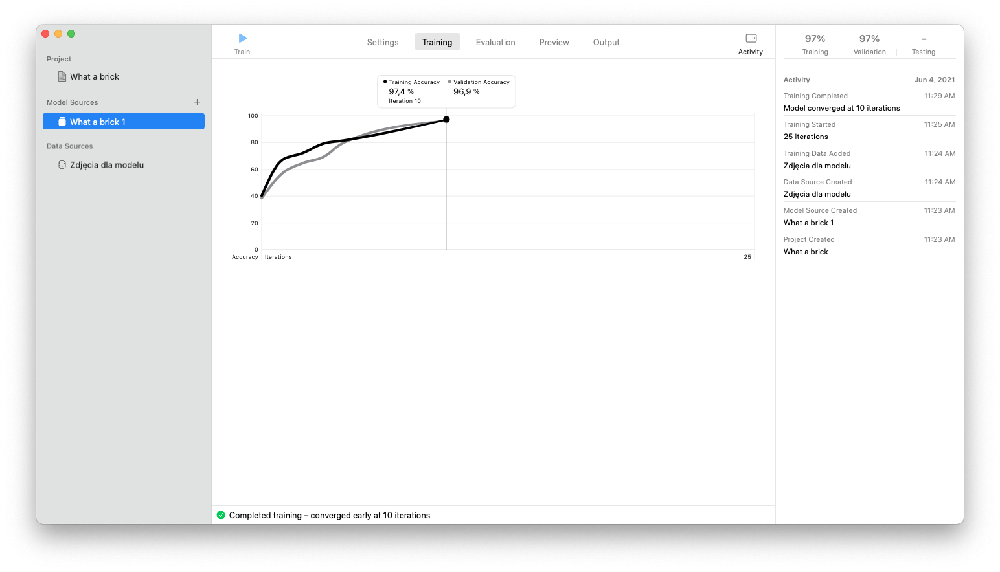 Project
What a brick
Model Sources
What a brick 1
Data Sources
Zdjęcia dla modelu
Train
Settings
Training
Evaluation
Preview
Output
Activity
Training Accuracy
97,4 %
Iteration 10
Validation Accuracy
96,9 %
100
80
60
40
20
0
Accuracy
Iterations
25
Completed training – converged early at 10 iterations
97%
Training
97%
Validation
–
Testing
Activity Jun 4, 2021
Training Completed 11:29 AM
Model converged at 10 iterations
Training Started 11:25 AM
25 iterations
Training Data Added 11:24 AM
Zdjęcia dla modelu
Data Source Created 11:24 AM
Zdjęcia dla modelu
Model Source Created 11:23 AM
What a brick 1
Project Created 11:23 AM
What a brick